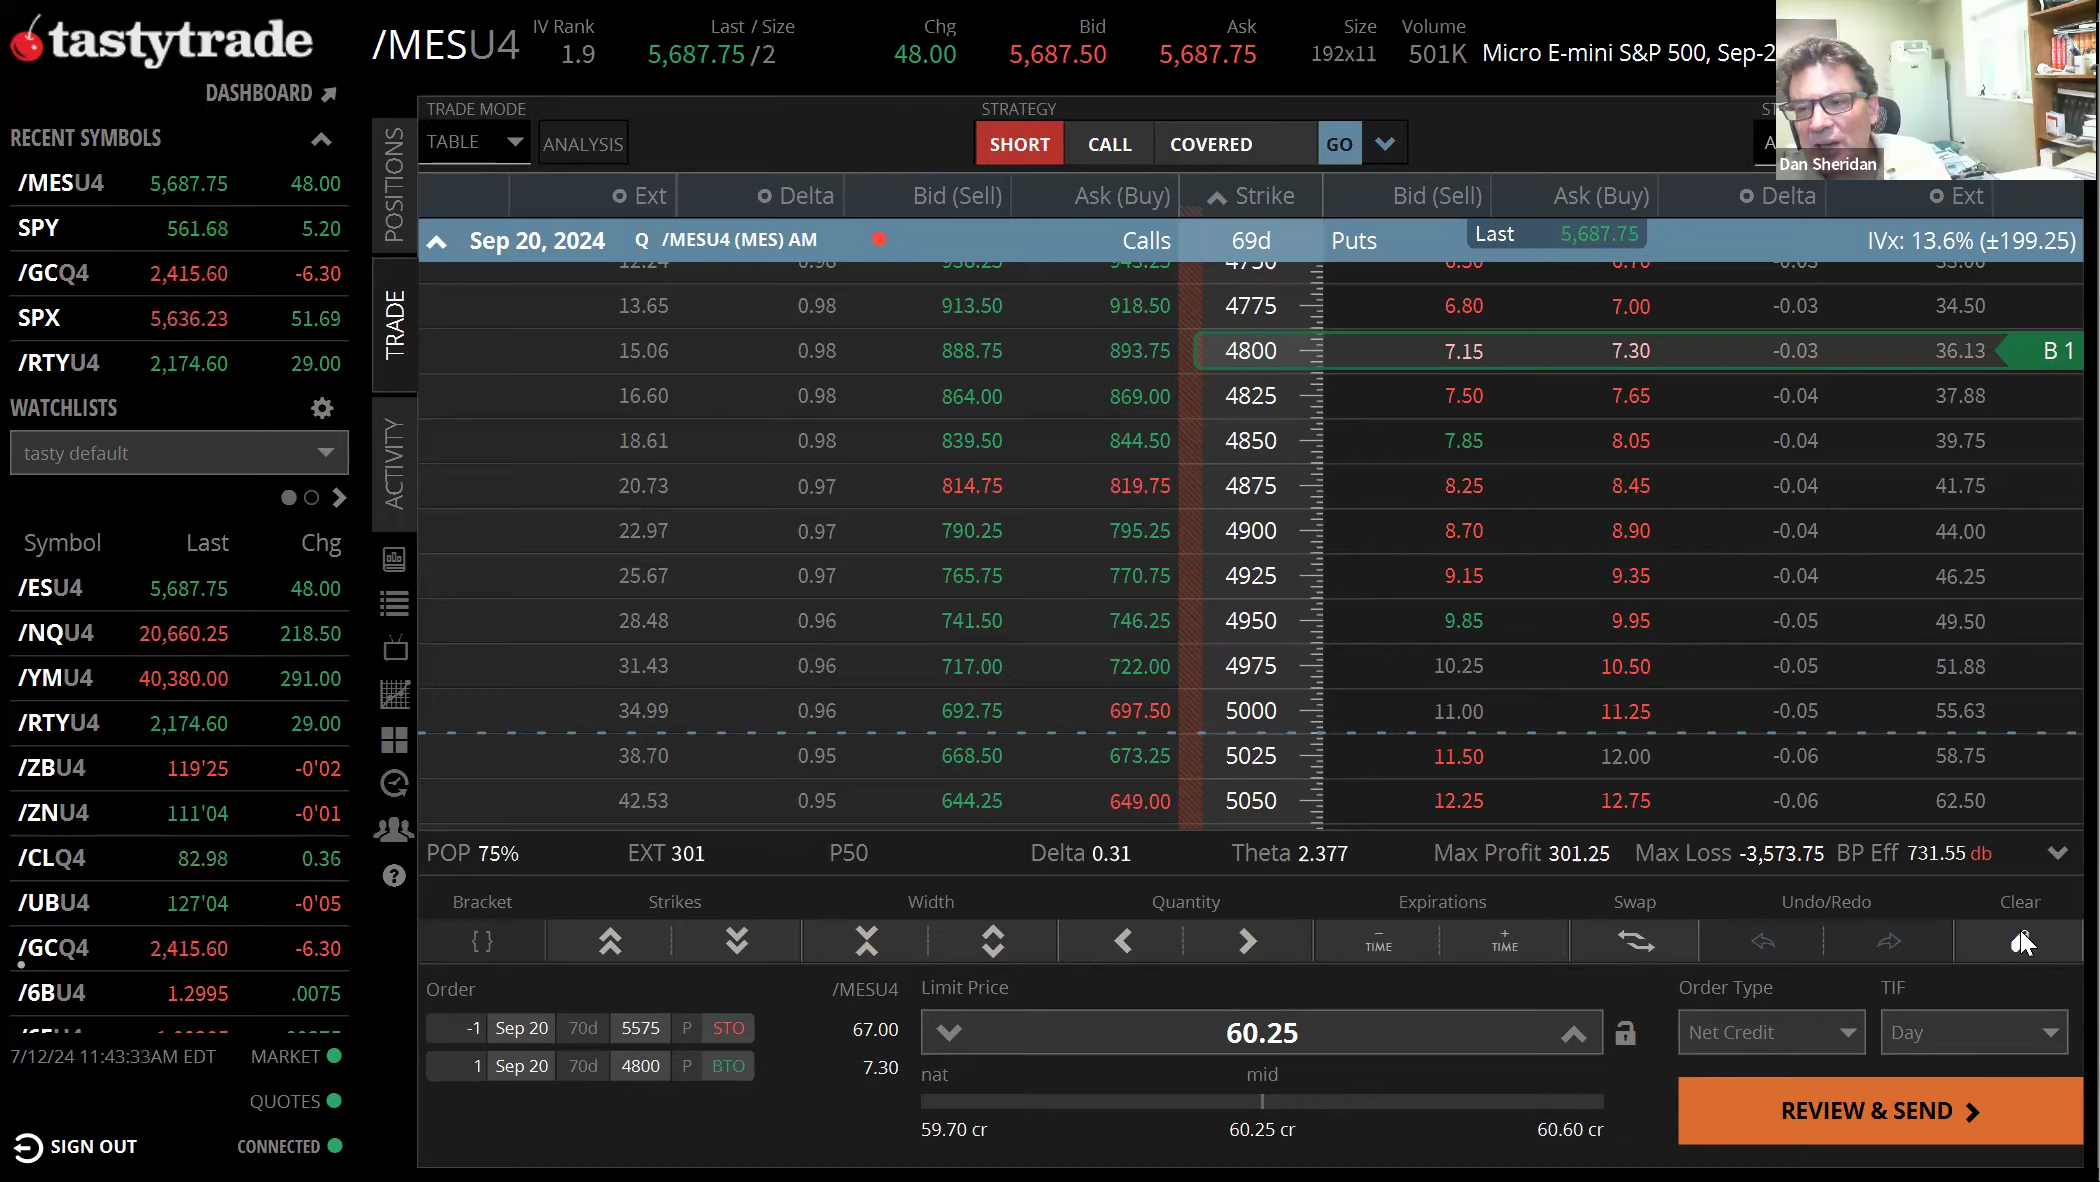 tastytrade
DASHBOARD
RECENT SYMBOLS
/MESU4 5,687.75 48.00
SPY 561.68 5.20
/GCQ4 2,415.60 -6.30
SPX 5,636.23 51.69
/RTYU4 2,174.60 29.00
WATCHLISTS
tasty default
Symbol Last Chg
/ESU4 5,687.75 48.00
/NQU4 20,660.25 218.50
/YMU4 40,380.00 291.00
/RTYU4 2,174.60 29.00
/ZBU4 119'25 -0'02
/ZNU4 111'04 -0'01
/CLQ4 82.98 0.36
/UBU4 127'04 -0'05
/GCQ4 2,415.60 -6.30
/6BU4 1.2995 .0075
7/12/24 11:43:33AM EDT MARKET
QUOTES
SIGN OUT CONNECTED
POSITIONS
TRADE
ACTIVITY
/MESU4
IV Rank Last / Size Chg Bid Ask Size Volume
1.9 5,687.75 /2 48.00 5,687.50 5,687.75 192x11 501K Micro E-mini S&P 500, Sep-2
Dan Sheridan
TRADE MODE STRATEGY
TABLE ANALYSIS SHORT CALL COVERED GO
Ext Delta Bid (Sell) Ask (Buy) Strike Bid (Sell) Ask (Buy) Delta Ext
Sep 20, 2024 Q /MESU4 (MES) AM Calls 69d Puts Last 5,687.75 IVx: 13.6% (±199.25)
13.65 0.98 913.50 918.50 4775 6.80 7.00 -0.03 34.50
15.06 0.98 888.75 893.75 4800 7.15 7.30 -0.03 36.13 B 1
16.60 0.98 864.00 869.00 4825 7.50 7.65 -0.04 37.88
18.61 0.98 839.50 844.50 4850 7.85 8.05 -0.04 39.75
20.73 0.97 814.75 819.75 4875 8.25 8.45 -0.04 41.75
22.97 0.97 790.25 795.25 4900 8.70 8.90 -0.04 44.00
25.67 0.97 765.75 770.75 4925 9.15 9.35 -0.04 46.25
28.48 0.96 741.50 746.25 4950 9.85 9.95 -0.05 49.50
31.43 0.96 717.00 722.00 4975 10.25 10.50 -0.05 51.88
34.99 0.96 692.75 697.50 5000 11.00 11.25 -0.05 55.63
38.70 0.95 668.50 673.25 5025 11.50 12.00 -0.06 58.75
42.53 0.95 644.25 649.00 5050 12.25 12.75 -0.06 62.50
POP 75% EXT 301 P50 Delta 0.31 Theta 2.377 Max Profit 301.25 Max Loss -3,573.75 BP Eff 731.55 db
Bracket Strikes Width Quantity Expirations Swap Undo/Redo Clear
{ } − TIME + TIME
Order /MESU4 Limit Price Order Type TIF
-1 Sep 20 70d 5575 P STO 67.00 60.25 Net Credit Day
1 Sep 20 70d 4800 P BTO 7.30
nat mid
59.70 cr 60.25 cr 60.60 cr
REVIEW & SEND